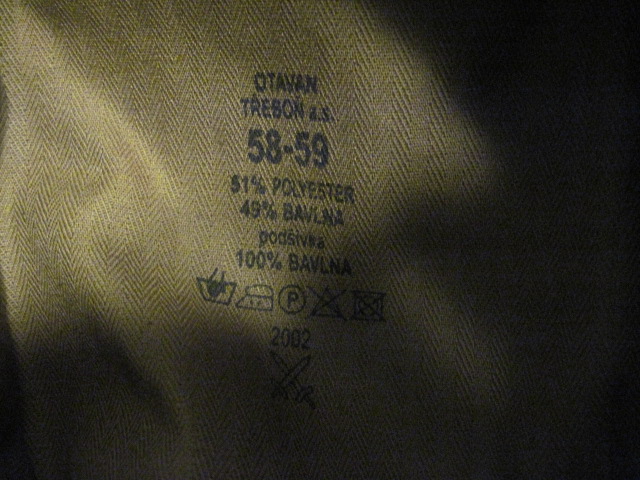 OTAVAN
TŘEBOŇ a.s.
58-59
51% POLYESTER
49% BAVLNA
podšívka
100% BAVLNA
P
2002